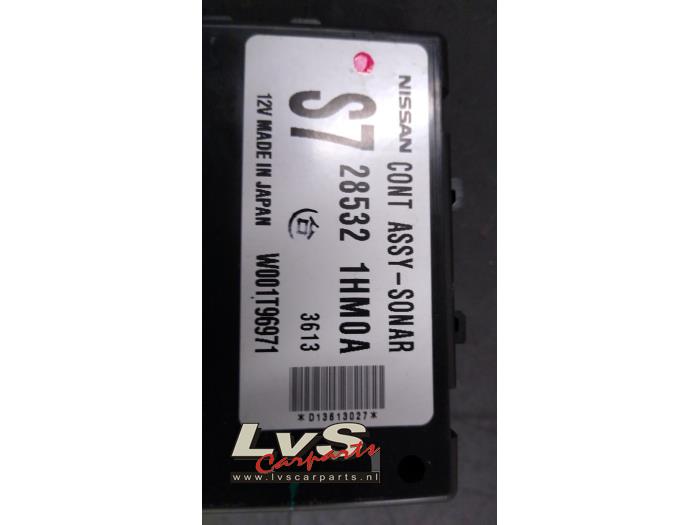 NISSAN CONT ASSY-SONAR
S7 28532 1HM0A
台 3613
12V MADE IN JAPAN W001T96971
*D13613027*
LvS
Carparts
www.lvscarparts.nl